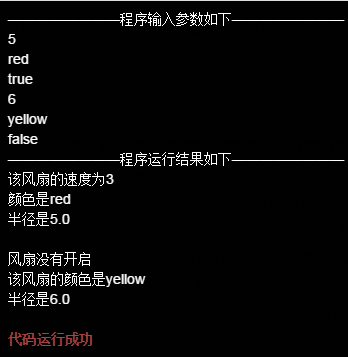 ————————程序输入参数如下————————
5
red
true
6
yellow
false
————————程序运行结果如下————————
该风扇的速度为3
颜色是red
半径是5.0
风扇没有开启
该风扇的颜色是yellow
半径是6.0
代码运行成功